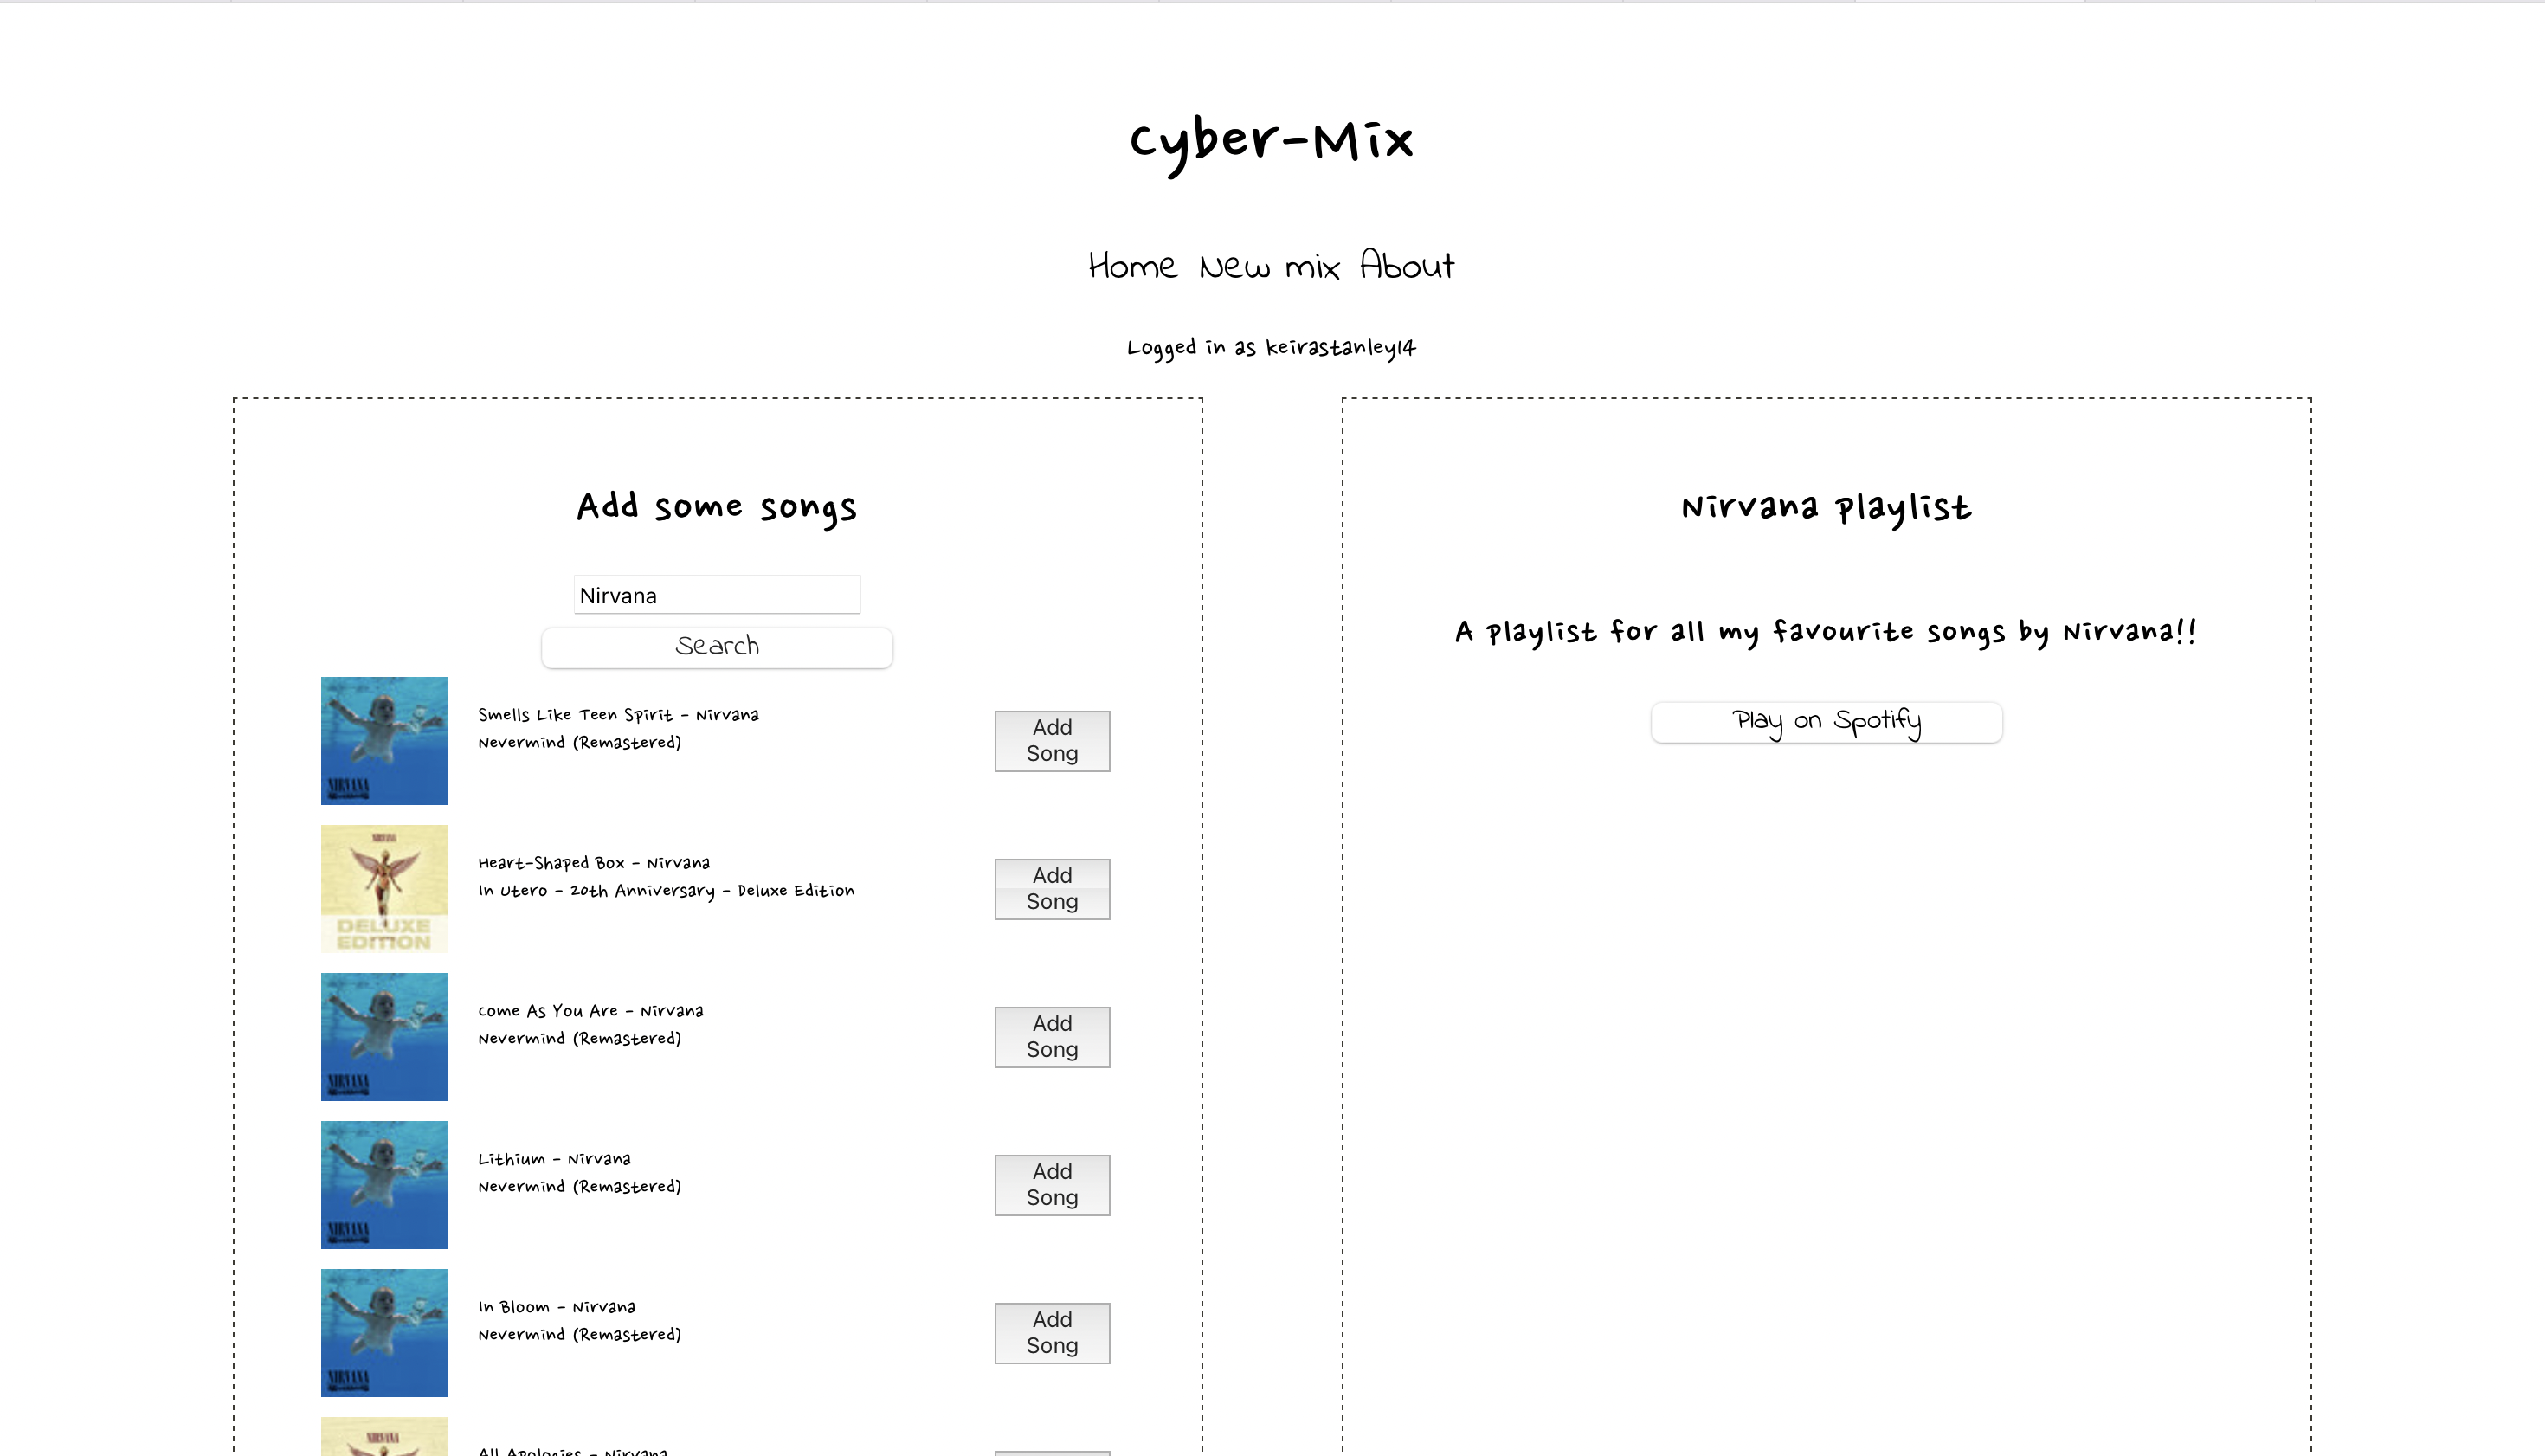 Cyber-Mix
Home New mix About
Logged in as keirastanley14
Add some songs
Nirvana
Search
NIRVANA
Smells Like Teen Spirit - Nirvana
Nevermind (Remastered)
Add
Song
NIRVANA
DELUXE
EDITION
Heart-Shaped Box - Nirvana
In Utero - 20th Anniversary - Deluxe Edition
Add
Song
NIRVANA
Come As You Are - Nirvana
Nevermind (Remastered)
Add
Song
NIRVANA
Lithium - Nirvana
Nevermind (Remastered)
Add
Song
NIRVANA
In Bloom - Nirvana
Nevermind (Remastered)
Add
Song
NIRVANA
All Apologies - Nirvana
Nirvana Playlist
A playlist for all my favourite songs by Nirvana!!
Play on Spotify